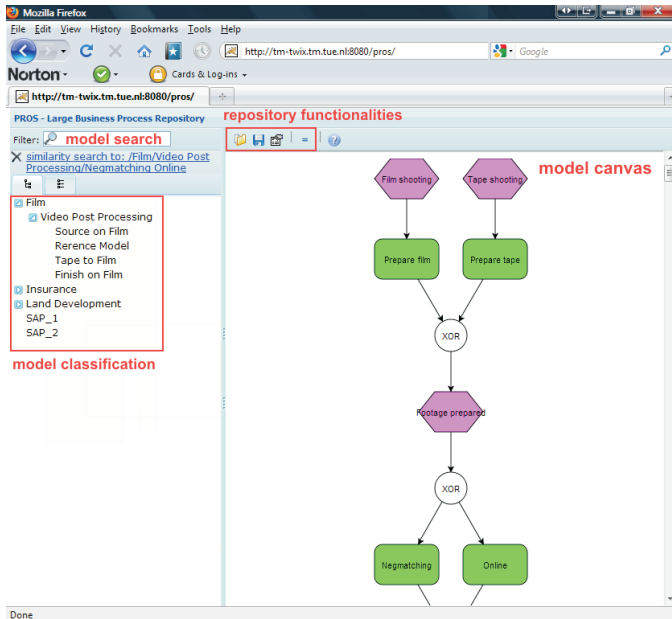 Mozilla Firefox
File Edit View History Bookmarks Tools Help
http://tm-twix.tm.tue.nl:8080/pros/
Google
Norton
Cards & Log-ins
http://tm-twix.tm.tue.nl:8080/pros/
PROS - Large Business Process Repository
repository functionalities
Filter:
model search
similarity search to: /Film/Video Post
Processing/Negmatching Online
model canvas
Film
Video Post Processing
Source on Film
Rerence Model
Tape to Film
Finish on Film
Insurance
Land Development
SAP_1
SAP_2
model classification
Film shooting
Tape shooting
Prepare film
Prepare tape
XOR
Footage prepared
XOR
Negmatching
Online
Done